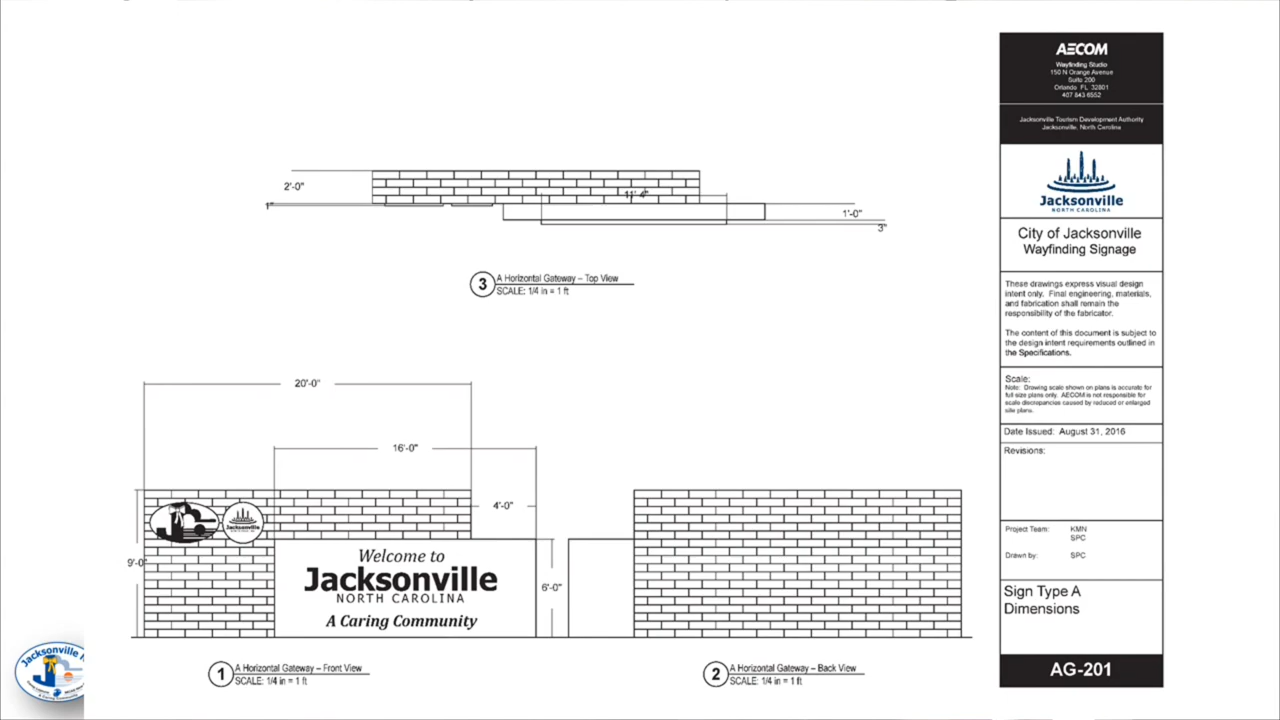 AECOM
Wayfinding Studio
150 N Orange Avenue
Suite 200
Orlando FL 32801
407 843 6552
Jacksonville Tourism Development Authority
Jacksonville, North Carolina
Jacksonville
NORTH CAROLINA
City of Jacksonville
Wayfinding Signage
These drawings express visual design
intent only. Final engineering, materials,
and fabrication shall remain the
responsibility of the fabricator.
The content of this document is subject to
the design intent requirements outlined in
the Specifications.
Scale:
Note: Drawing scale shown on plans is accurate for
full size plans only. AECOM is not responsible for
scale discrepancies caused by reduced or enlarged
site plans.
Date Issued: August 31, 2016
Revisions:
Project Team: KMN
SPC
Drawn by: SPC
Sign Type A
Dimensions
AG-201
2'-0"
1"
11'-4"
1'-0"
3"
3
A Horizontal Gateway – Top View
SCALE: 1/4 in = 1 ft
20'-0"
16'-0"
4'-0"
9'-0"
6'-0"
Jacksonville
Welcome to
Jacksonville
NORTH CAROLINA
A Caring Community
1
A Horizontal Gateway – Front View
SCALE: 1/4 in = 1 ft
2
A Horizontal Gateway – Back View
SCALE: 1/4 in = 1 ft
Jacksonville
A Caring Community